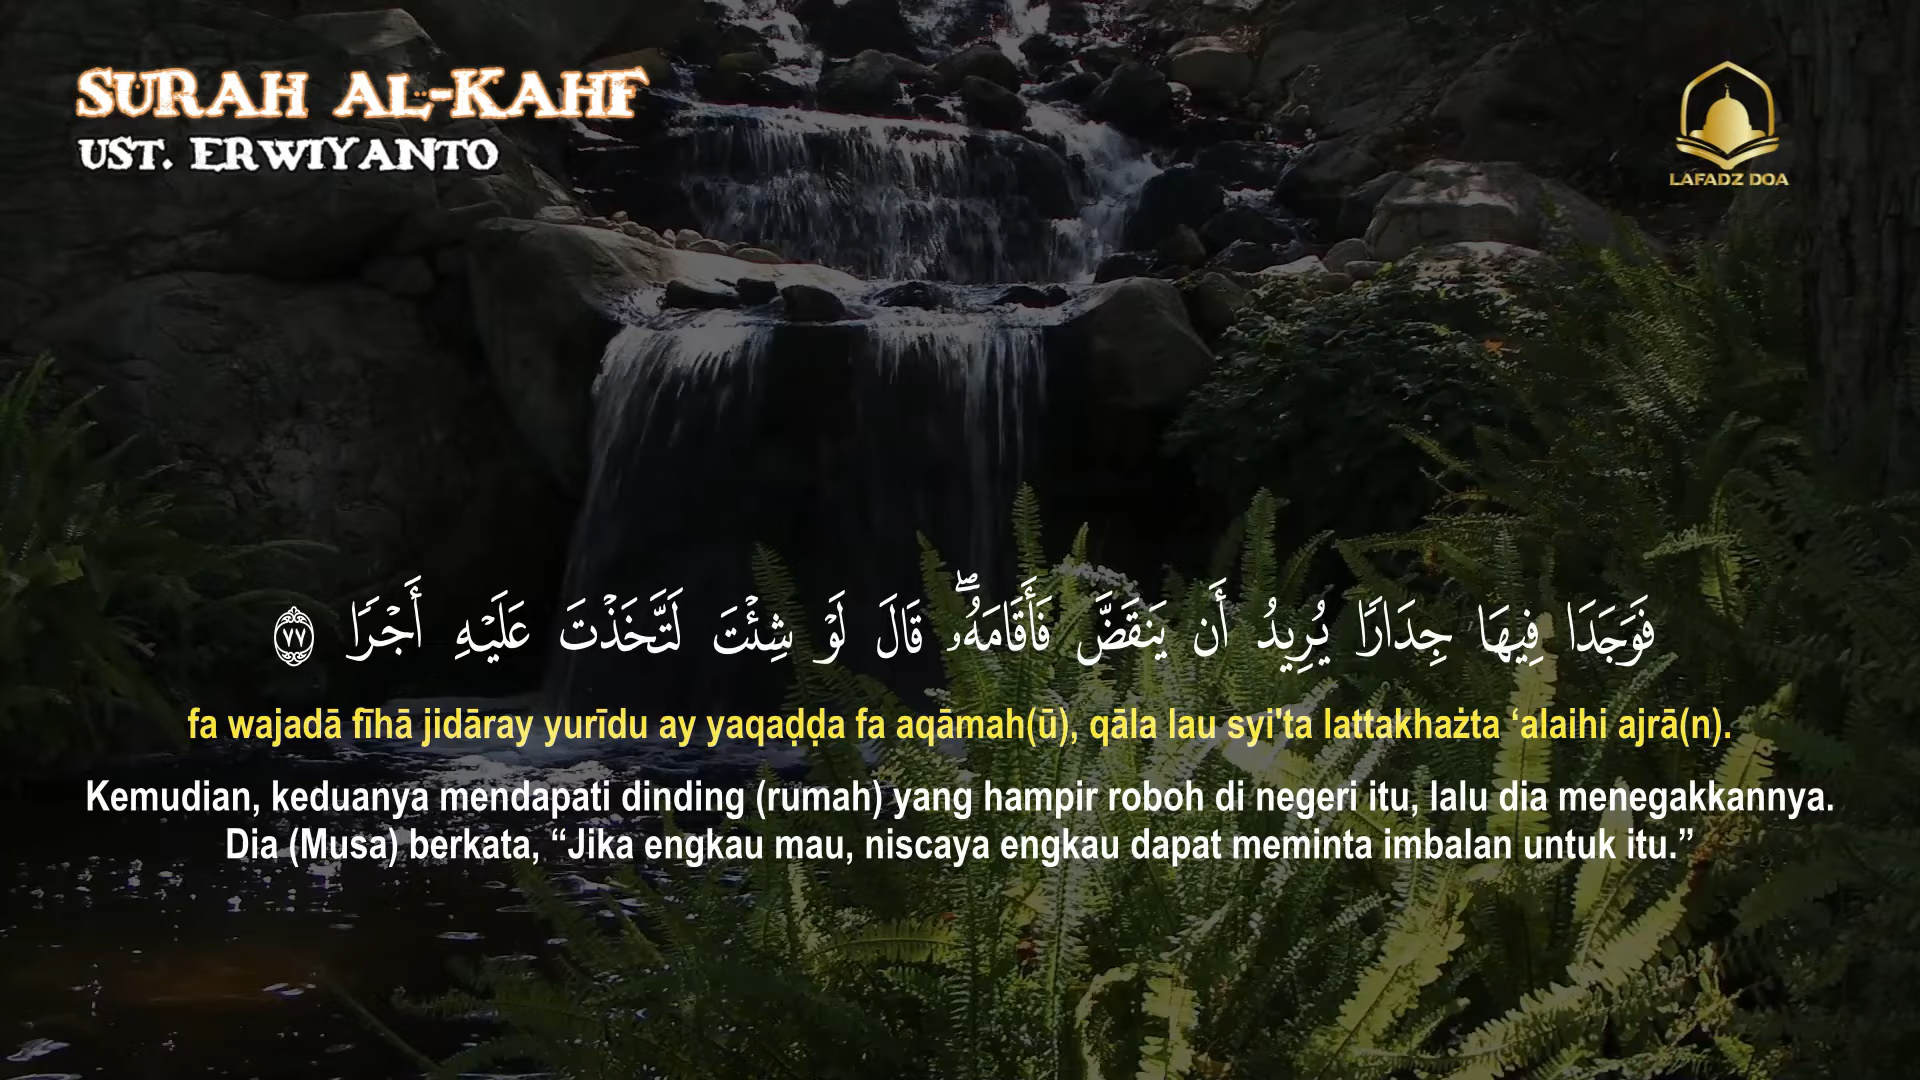 SURAH AL-KAHF
UST. ERWIYANTO
LAFADZ DOA
فَوَجَدَا فِيهَا جِدَارًا يُرِيدُ أَن يَنقَضَّ فَأَقَامَهُۥۖ قَالَ لَوْ شِئْتَ لَتَّخَذْتَ عَلَيْهِ أَجْرًا ٧٧
fa wajadā fīhā jidāray yurīdu ay yaqaḍḍa fa aqāmah(ū), qāla lau syi'ta lattakhażta ‘alaihi ajrā(n).
Kemudian, keduanya mendapati dinding (rumah) yang hampir roboh di negeri itu, lalu dia menegakkannya.
Dia (Musa) berkata, “Jika engkau mau, niscaya engkau dapat meminta imbalan untuk itu.”